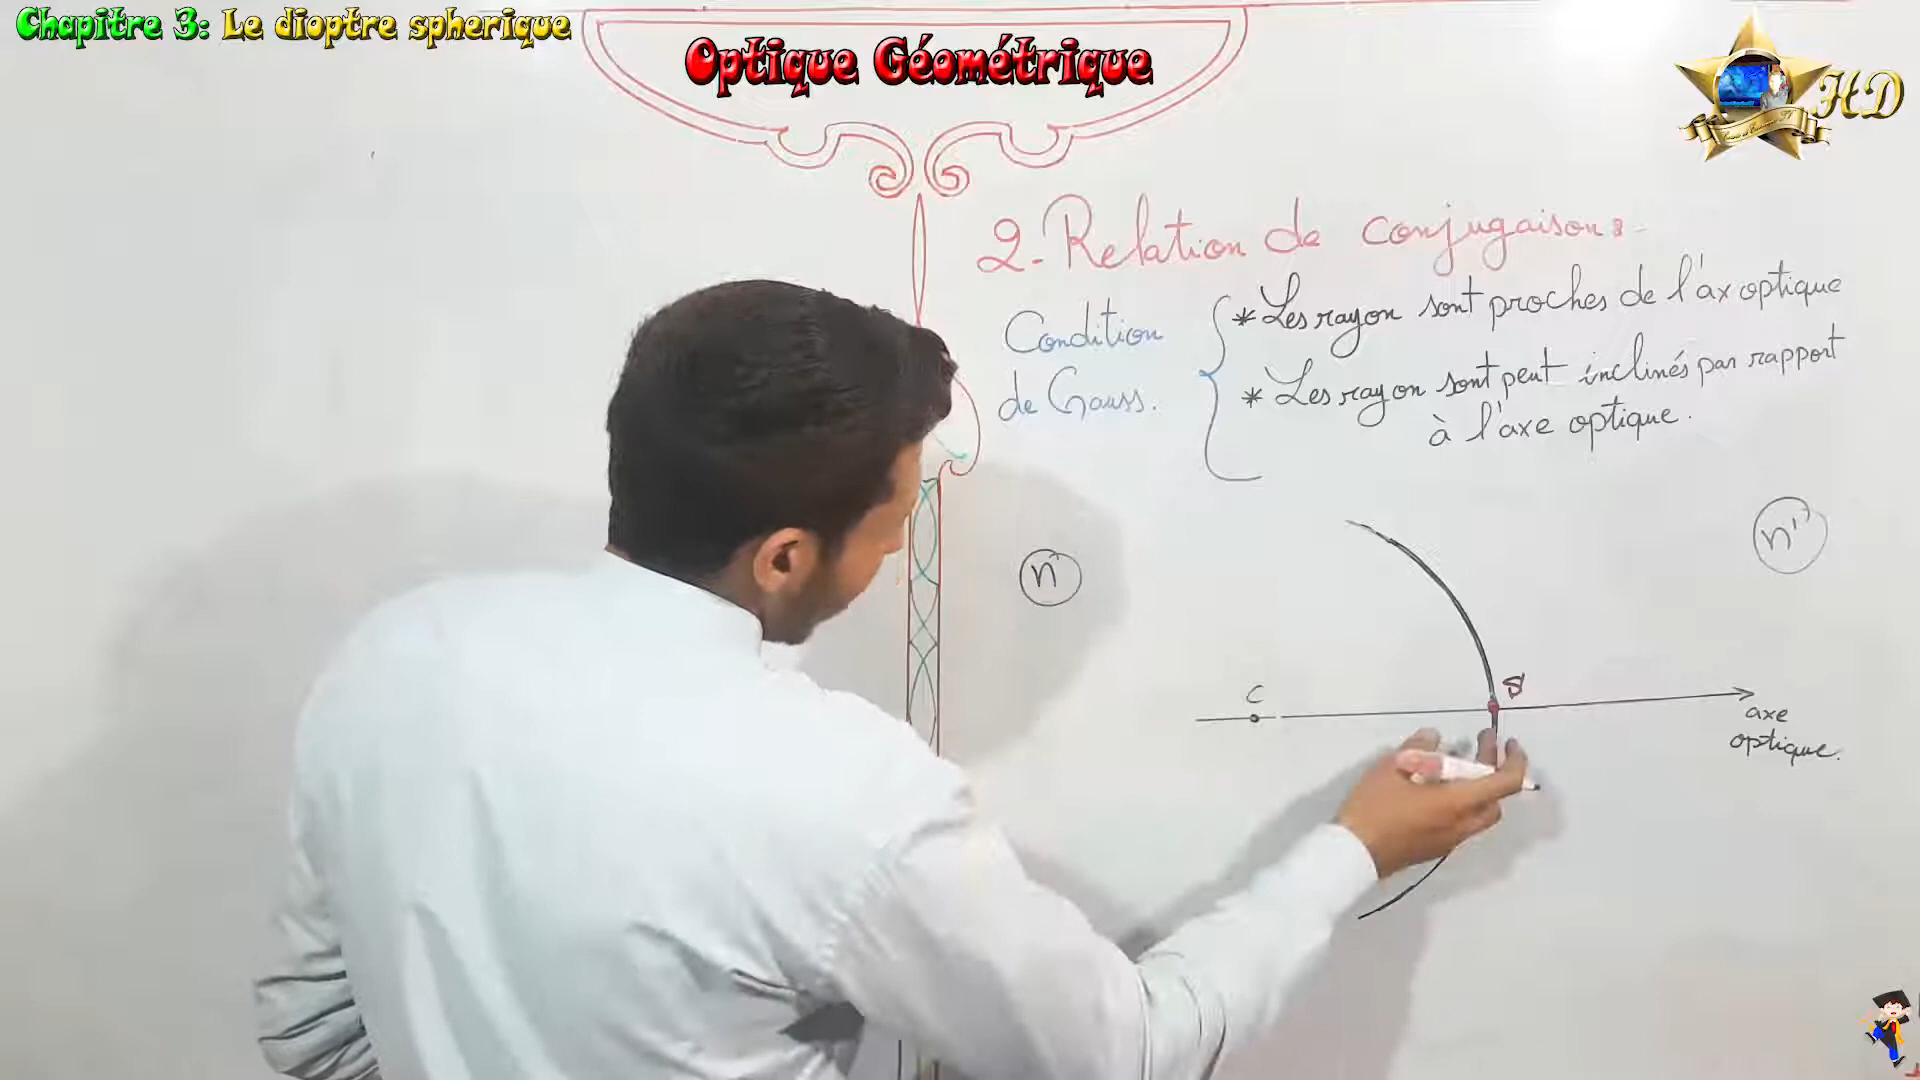 Chapitre 3: Le dioptre spherique
Optique Géométrique
HD
2-Relation de conjugaison:-
Condition
de Gauss.
* Les rayon sont proches de l'ax optique
* Les rayon sont peut inclinés par rapport
à l'axe optique.
n
n'
C
S
axe
optique.